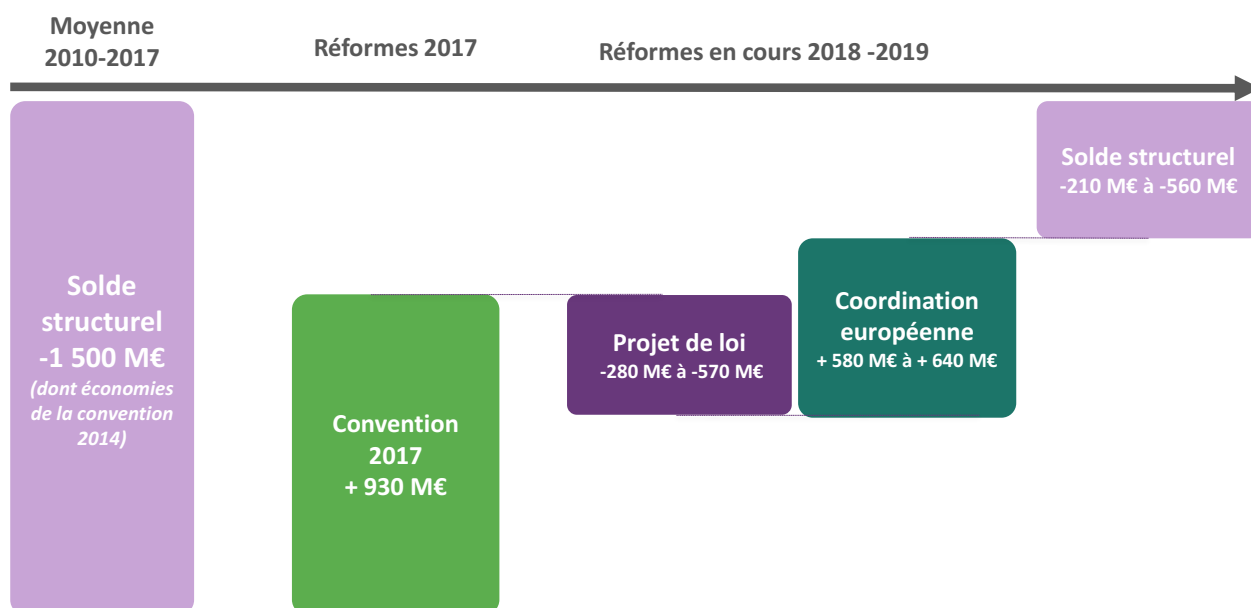 Moyenne
2010-2017
Réformes 2017
Réformes en cours 2018 -2019
Solde
structurel
-1 500 M€
(dont économies
de la convention
2014)
Convention
2017
+ 930 M€
Projet de loi
-280 M€ à -570 M€
Coordination
européenne
+ 580 M€ à + 640 M€
Solde structurel
-210 M€ à -560 M€